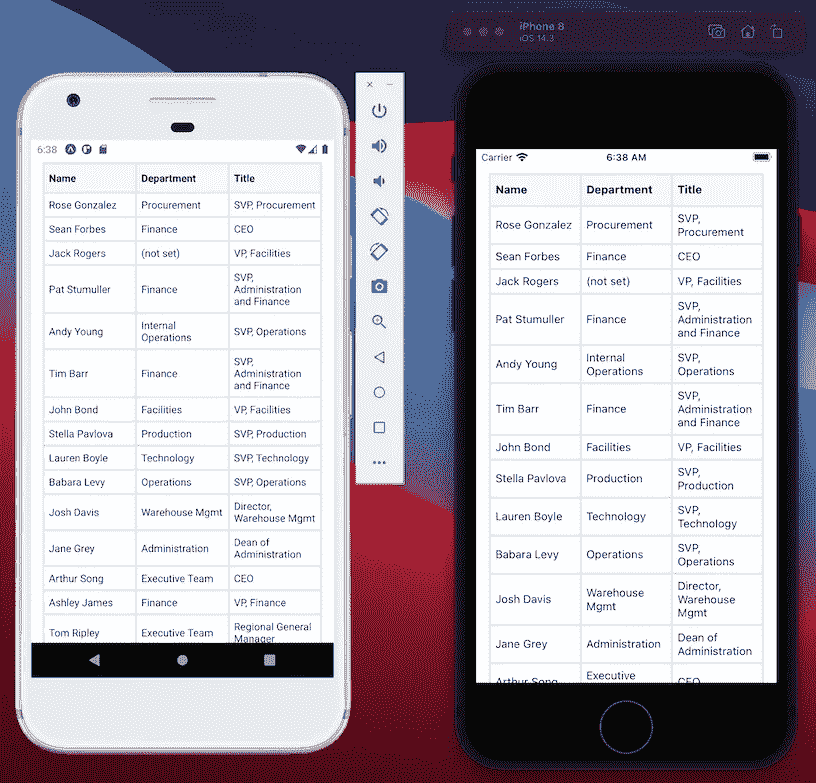 6:38
Name Department Title
Rose Gonzalez Procurement SVP, Procurement
Sean Forbes Finance CEO
Jack Rogers (not set) VP, Facilities
Pat Stumuller Finance SVP,
Administration
and Finance
Andy Young Internal
Operations SVP, Operations
Tim Barr Finance SVP,
Administration
and Finance
John Bond Facilities VP, Facilities
Stella Pavlova Production SVP, Production
Lauren Boyle Technology SVP, Technology
Babara Levy Operations SVP, Operations
Josh Davis Warehouse Mgmt Director,
Warehouse Mgmt
Jane Grey Administration Dean of
Administration
Arthur Song Executive Team CEO
Ashley James Finance VP, Finance
Tom Ripley Executive Team Regional General
Manager
iPhone 8
iOS 14.3
Carrier 6:38 AM
Name Department Title
Rose Gonzalez Procurement SVP,
Procurement
Sean Forbes Finance CEO
Jack Rogers (not set) VP, Facilities
Pat Stumuller Finance SVP,
Administration
and Finance
Andy Young Internal
Operations SVP,
Operations
Tim Barr Finance SVP,
Administration
and Finance
John Bond Facilities VP, Facilities
Stella Pavlova Production SVP,
Production
Lauren Boyle Technology SVP,
Technology
Babara Levy Operations SVP,
Operations
Josh Davis Warehouse
Mgmt Director,
Warehouse
Mgmt
Jane Grey Administration Dean of
Administration
Arthur Song Executive CEO